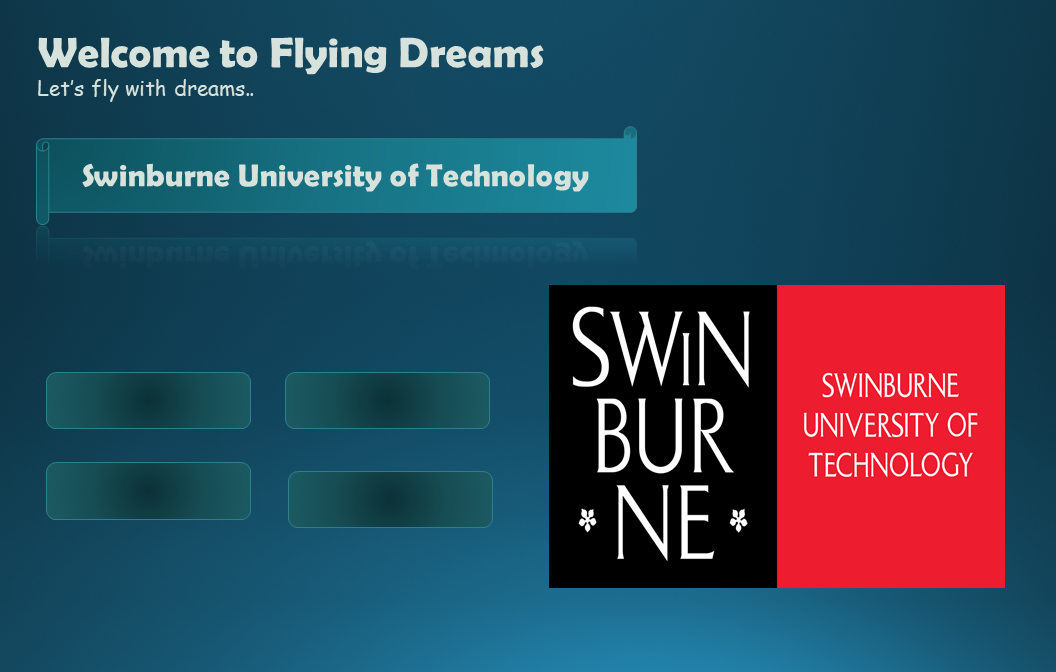 Welcome to Flying Dreams
Let's fly with dreams..
Swinburne University of Technology
SWiN
BUR
NE
SWINBURNE
UNIVERSITY OF
TECHNOLOGY